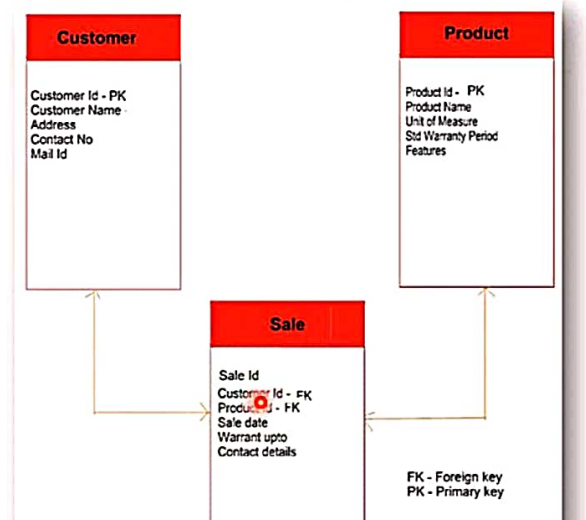 Customer
Customer Id - PK
Customer Name -
Address
Contact No
Mail Id
Product
Product Id - PK
Product Name
Unit of Measure
Std Warranty Period
Features
Sale
Sale Id
Customer Id - FK
Product Id - FK
Sale date
Warrant upto
Contact details
FK - Foreign key
PK - Primary key